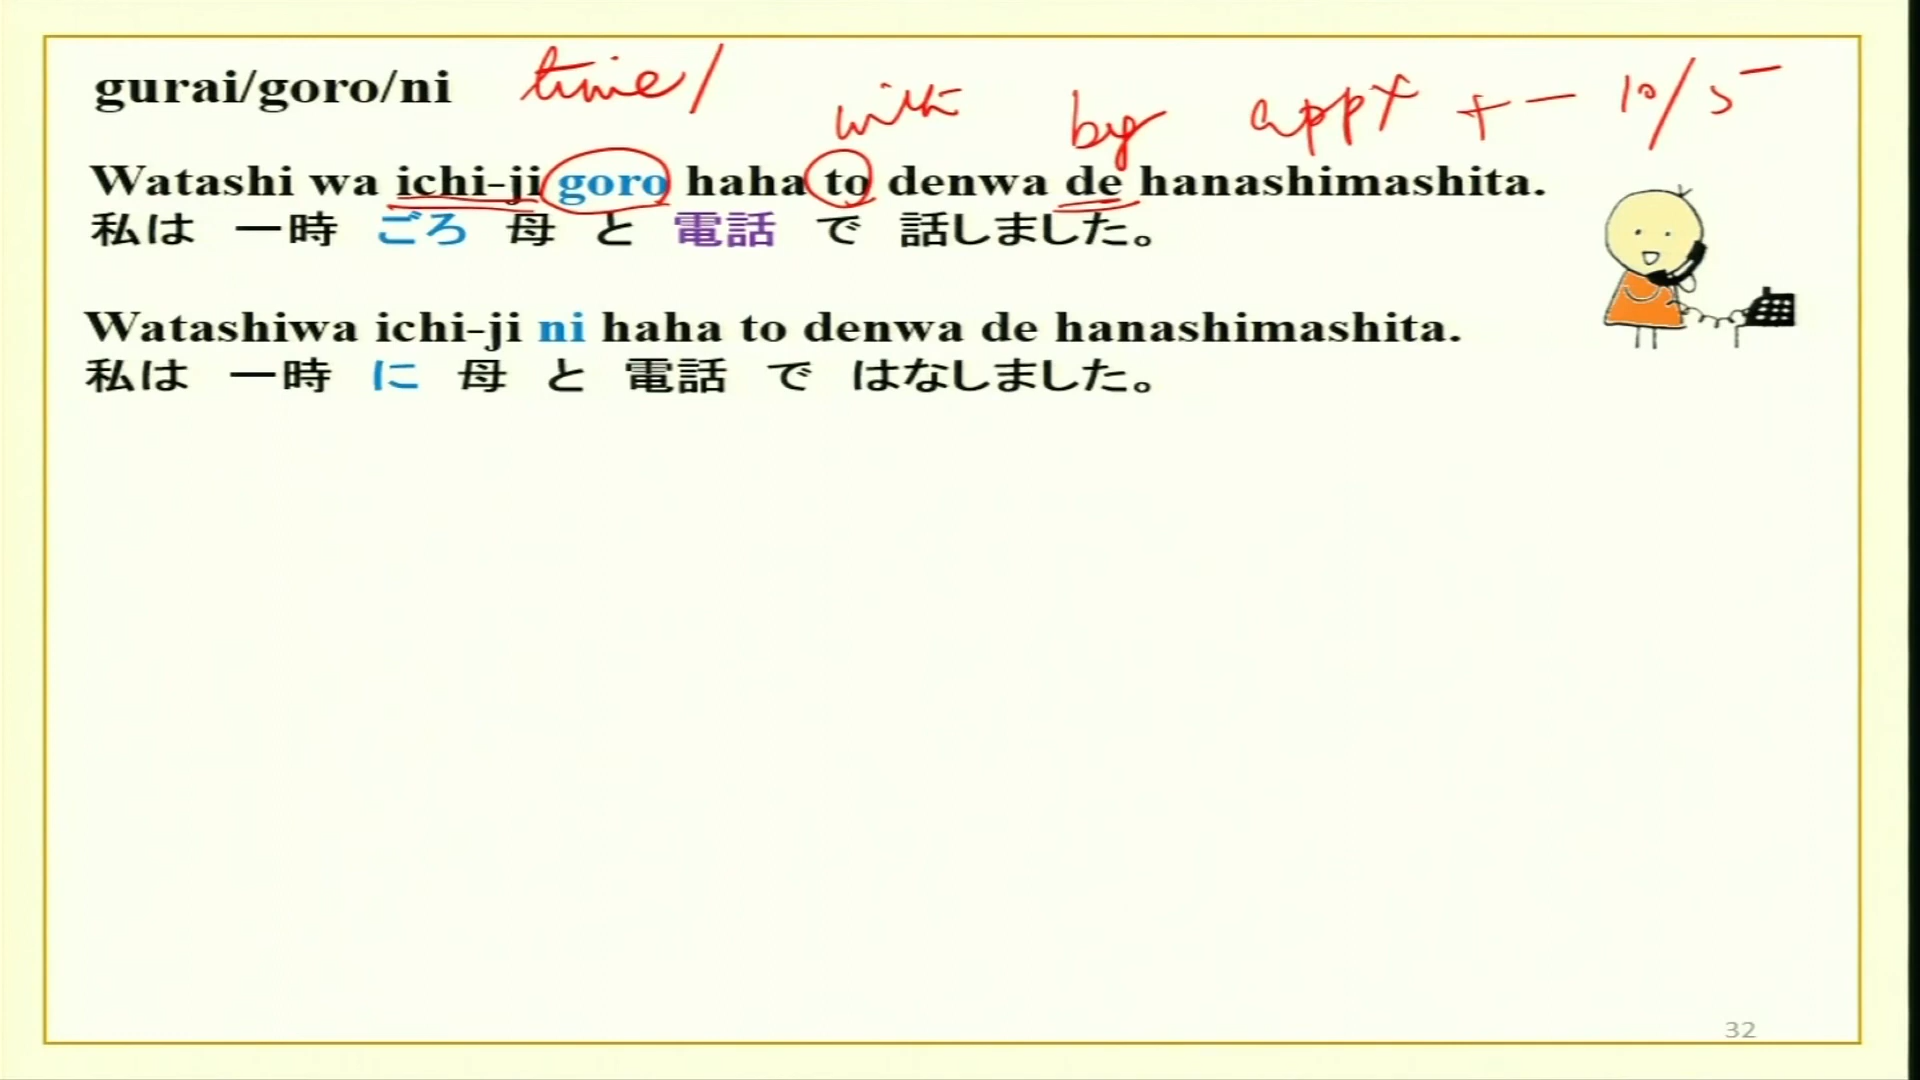 gurai/goro/ni time/
with by appx + - 10/5-
Watashi wa ichi-ji goro haha to denwa de hanashimashita.
私は 一時 ごろ 母 と 電話 で 話しました。
Watashiwa ichi-ji ni haha to denwa de hanashimashita.
私は 一時 に 母 と 電話 で はなしました。
32